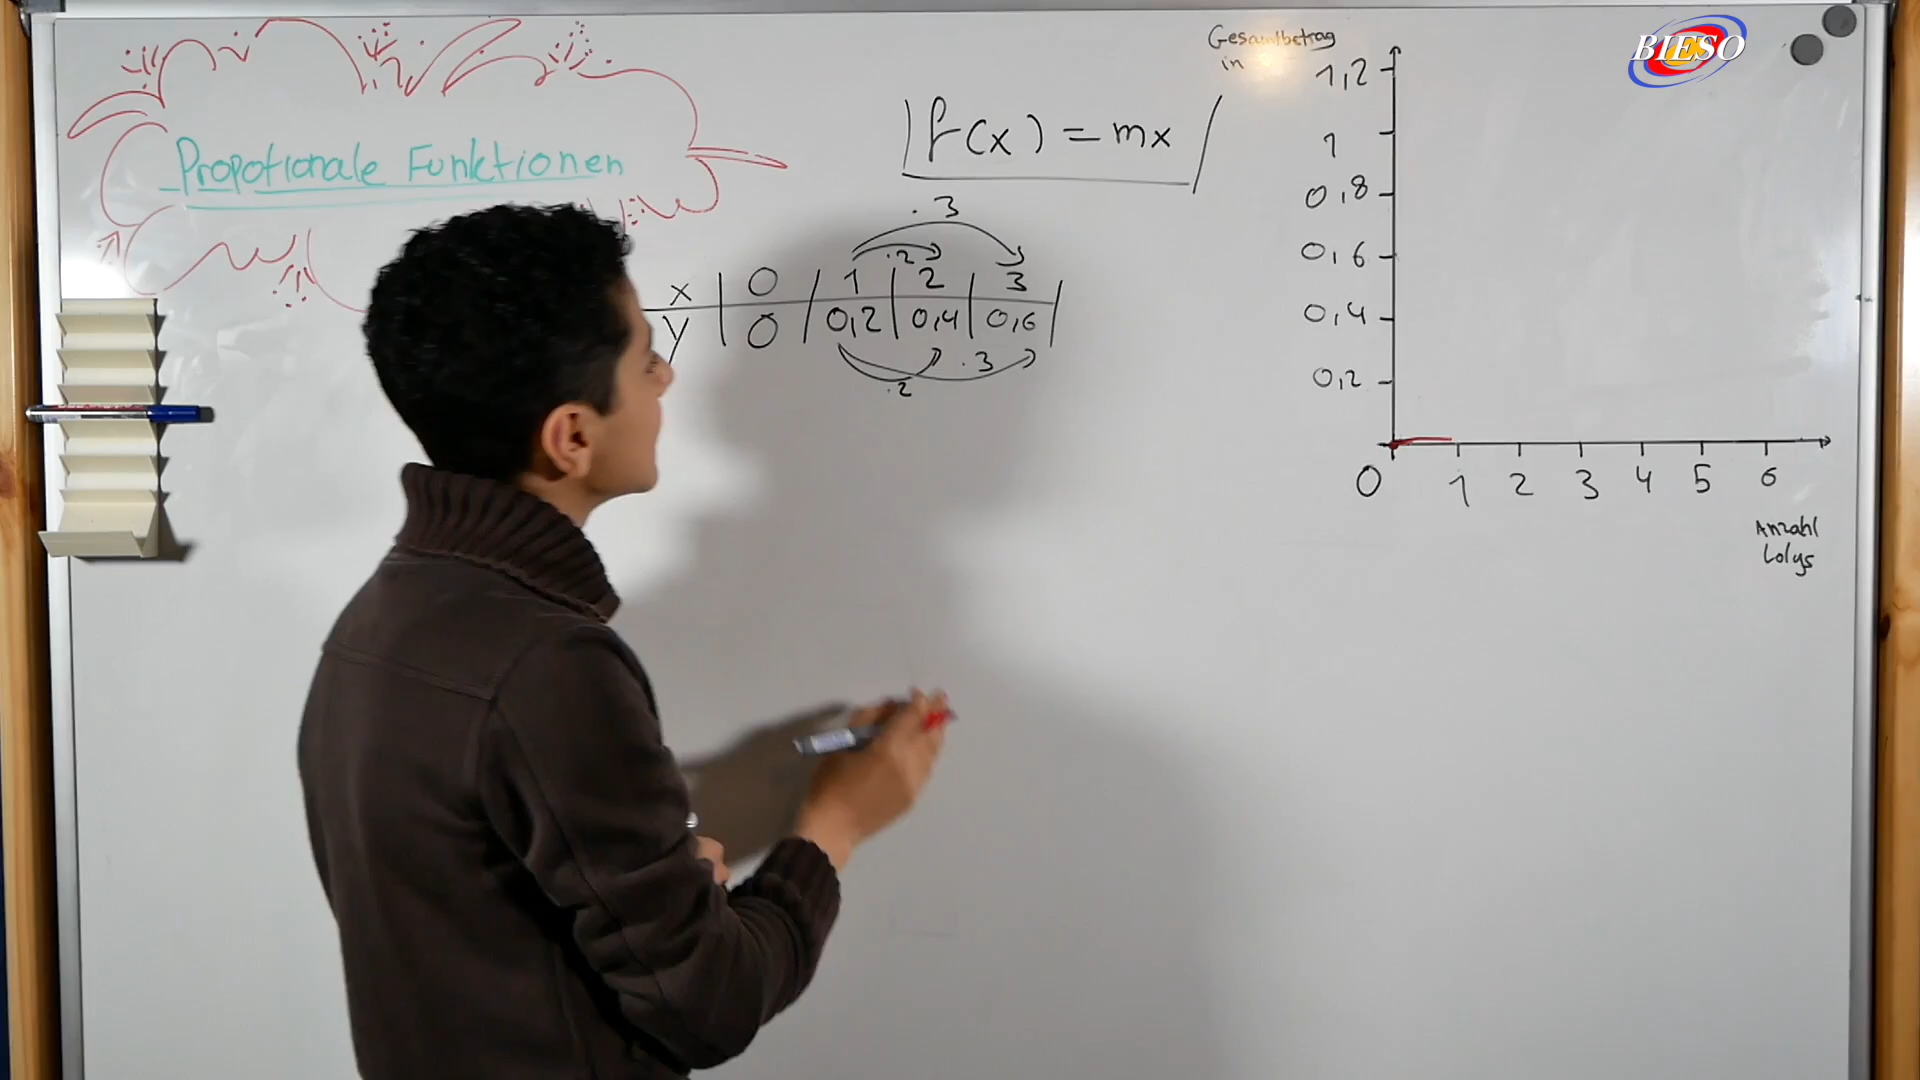 Propotionale Funktionen
f(x) = mx
· 3
· 2
x | 0 | 1 | 2 | 3
y | 0 | 0,2 | 0,4 | 0,6 |
· 3
· 2
Gesamtbetrag
in
1,2
1
0,8
0,6
0,4
0,2
0 1 2 3 4 5 6
Anzahl
Lolys
BIESO